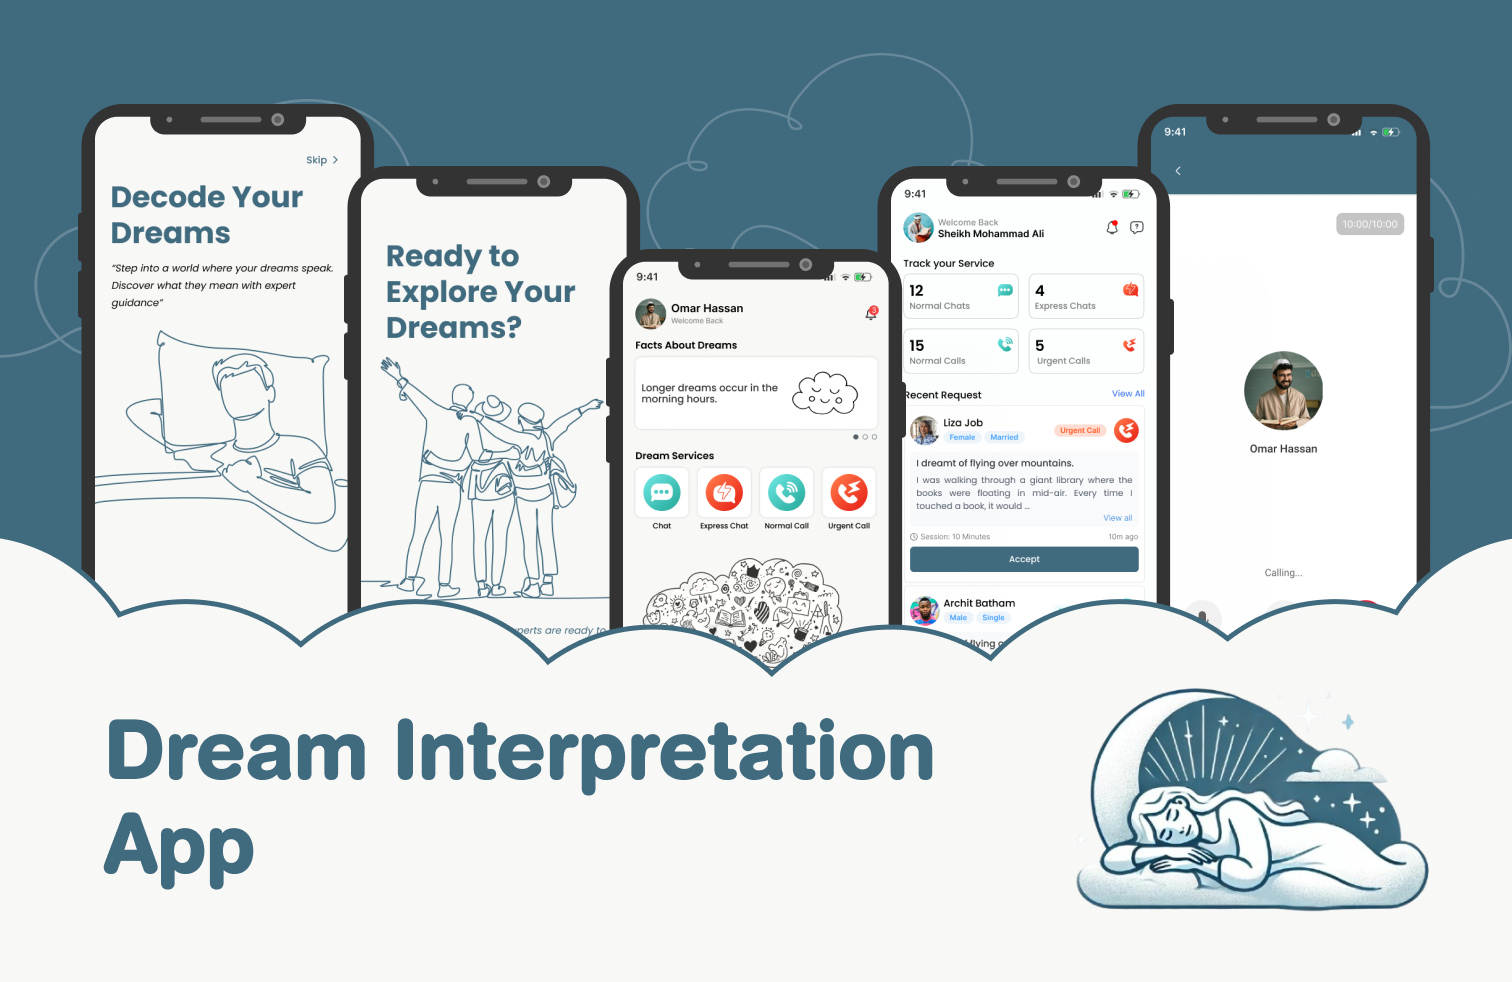 Skip
Decode Your
Dreams
“Step into a world where your dreams speak.
Discover what they mean with expert
guidance”
Ready to
Explore Your
Dreams?
perts are ready to
9:41
Omar Hassan
Welcome Back
3
Facts About Dreams
Longer dreams occur in the
morning hours.
Dream Services
Chat
Express Chat
Normal Call
Urgent Call
9:41
Welcome Back
Sheikh Mohammad Ali
Track your Service
12
Normal Chats
4
Express Chats
15
Normal Calls
5
Urgent Calls
Recent Request
View All
Liza Job
Female
Married
Urgent Call
I dreamt of flying over mountains.
I was walking through a giant library where the
books were floating in mid-air. Every time I
touched a book, it would ...
View all
Session: 10 Minutes
10m ago
Accept
Archit Batham
Male
Single
flying
9:41
10:00/10:00
Omar Hassan
Calling...
Dream Interpretation
App